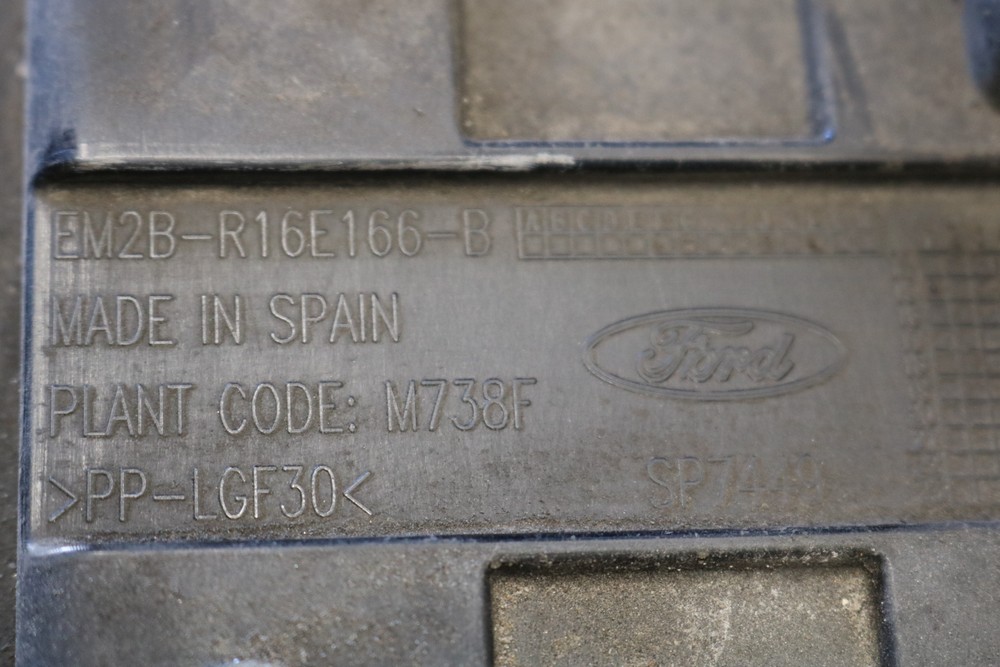 EM2B-R16E166-B
MADE IN SPAIN
Ford
PLANT CODE: M738F
>PP-LGF30<